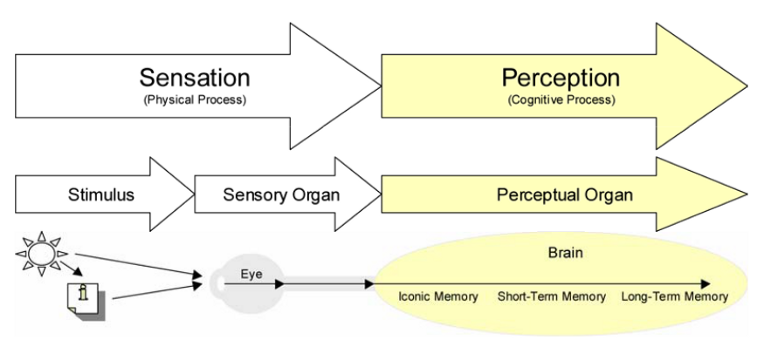 Sensation
(Physical Process)
Perception
(Cognitive Process)
Stimulus
Sensory Organ
Perceptual Organ
i
Eye
Brain
Iconic Memory
Short-Term Memory
Long-Term Memory